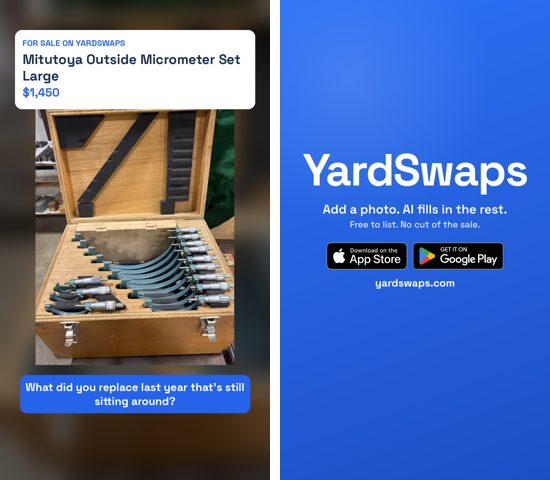 FOR SALE ON YARDSWAPS
Mitutoya Outside Micrometer Set
Large
$1,450
What did you replace last year that's still
sitting around?
YardSwaps
Add a photo. AI fills in the rest.
Free to list. No cut of the sale.
Download on the
App Store
GET IT ON
Google Play
yardswaps.com